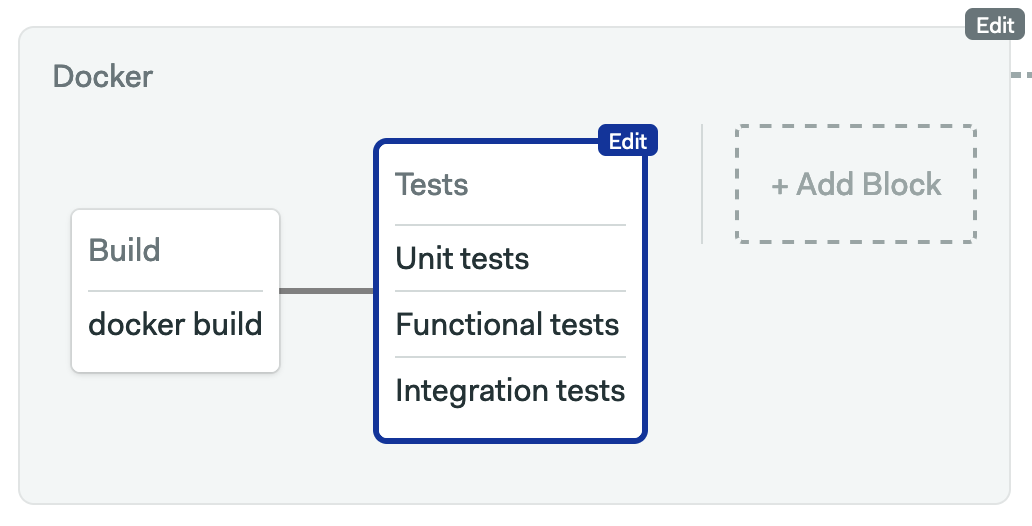 Edit
Docker
Edit
Tests
+ Add Block
Build
Unit tests
docker build
Functional tests
Integration tests